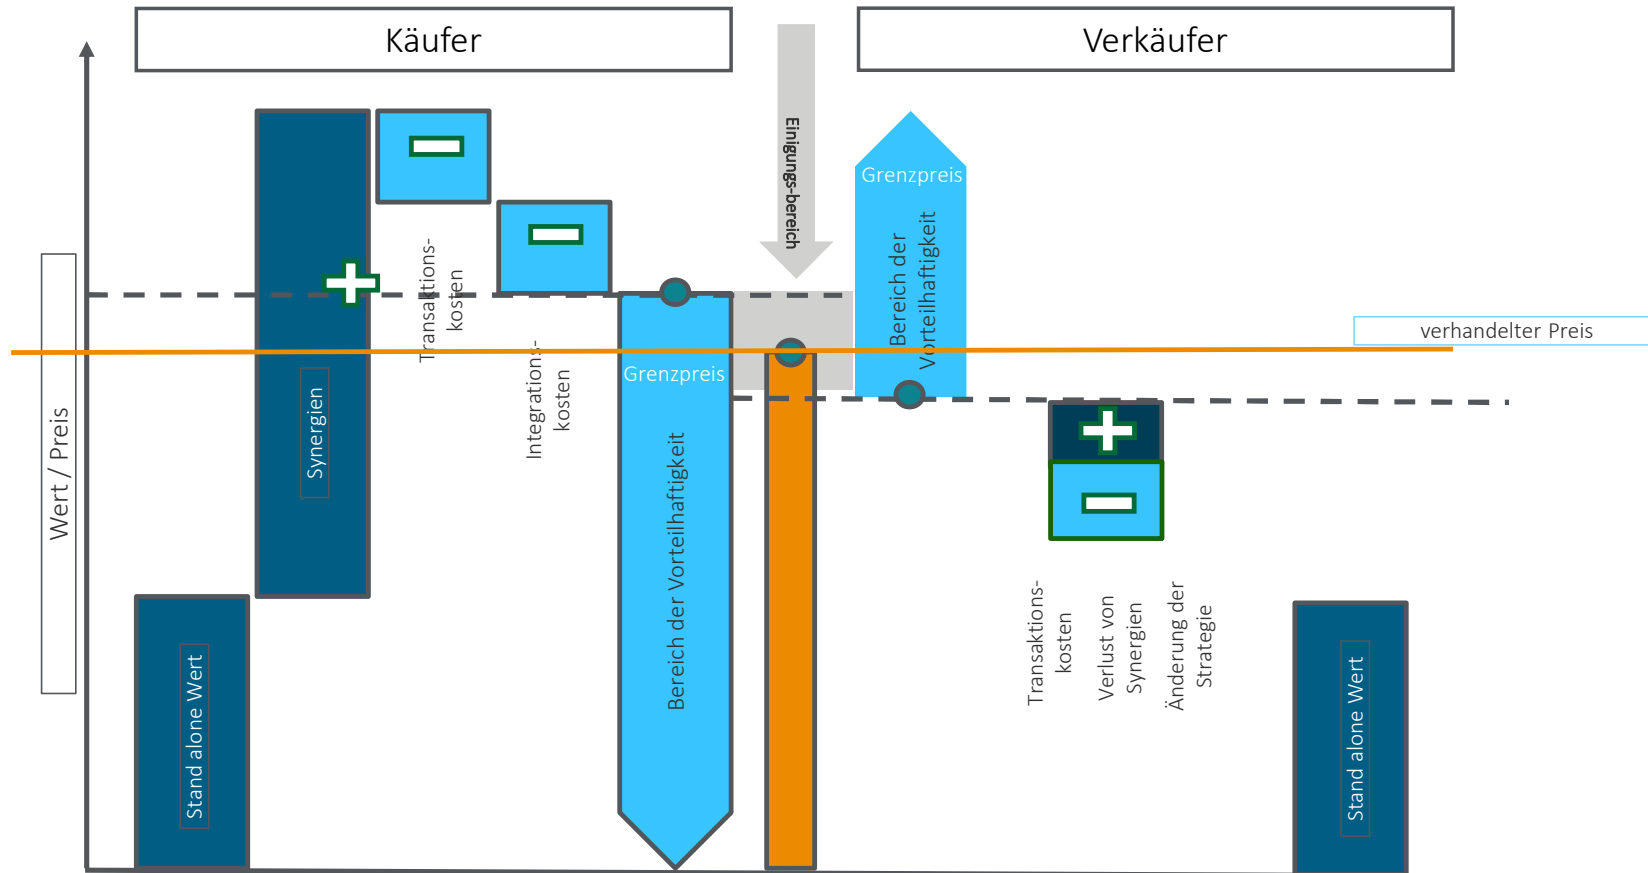 Käufer
Verkäufer
Wert / Preis
Stand alone Wert
Synergien
Transaktions-
kosten
Integrations-
kosten
Grenzpreis
Bereich der Vorteilhaftigkeit
Einigungs-bereich
Grenzpreis
Bereich der
Vorteilhaftigkeit
verhandelter Preis
Transaktions-
kosten
Verlust von
Synergien
Änderung der
Strategie
Stand alone Wert